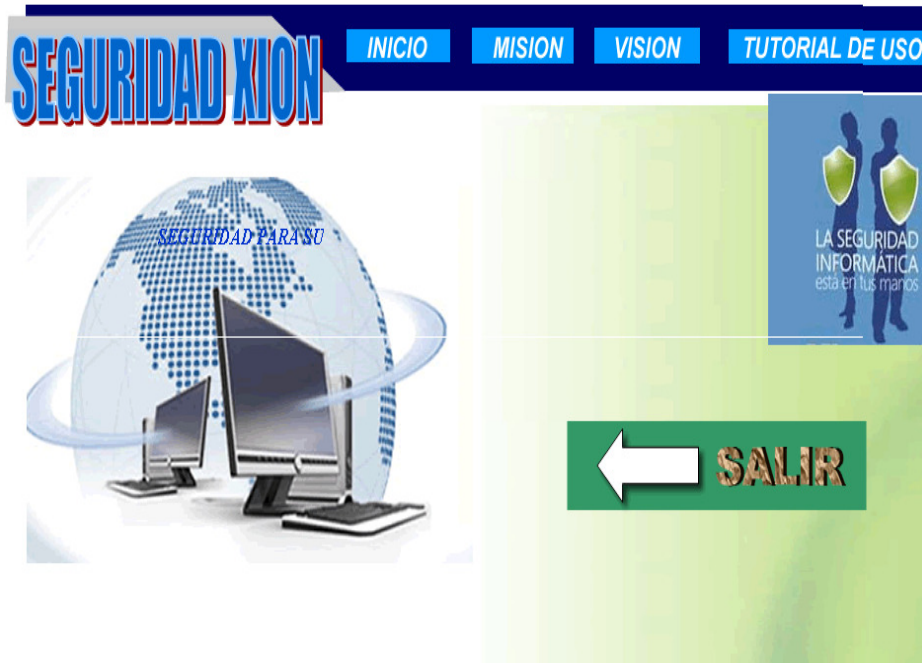 SEGURIDAD XION
INICIO
MISION
VISION
TUTORIAL DE USO
SEGURIDAD PARA SU
LA SEGURIDAD
INFORMÁTICA
está en tus manos
SALIR